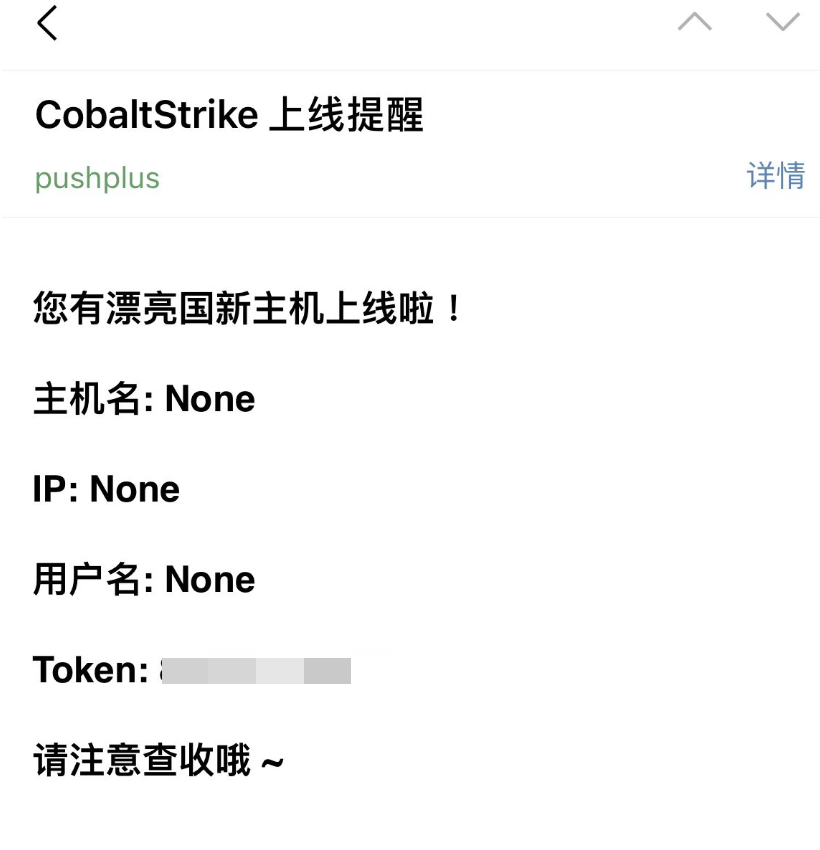 CobaltStrike 上线提醒
pushplus
详情
您有漂亮国新主机上线啦！
主机名: None
IP: None
用户名: None
Token:
请注意查收哦 ~